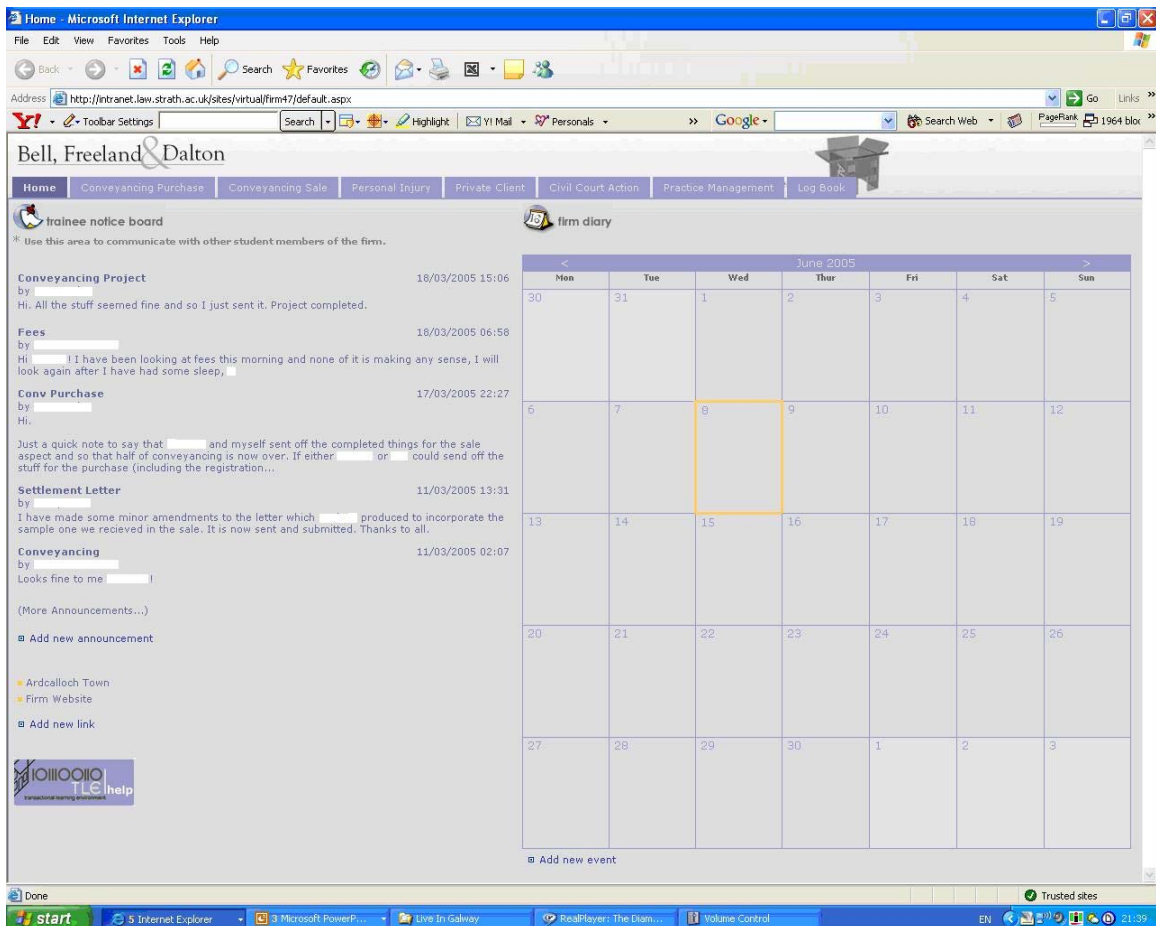 Home - Microsoft Internet Explorer
File Edit View Favorites Tools Help
Back Search Favorites
Address http://intranet.law.strath.ac.uk/sites/virtual/firm47/default.aspx Go Links »
Y! Toolbar Settings Search Highlight Y! Mail Personals » Google Search Web PageRank 1964 »
Bell, Freeland & Dalton
Home Conveyancing Purchase Conveyancing Sale Personal Injury Private Client Civil Court Action Practice Management Log Book
trainee notice board
* Use this area to communicate with other student members of the firm.
Conveyancing Project 18/03/2005 15:06
by
Hi. All the stuff seemed fine and so I just sent it. Project completed.
Fees 18/03/2005 06:58
by
Hi ! I have been looking at fees this morning and none of it is making any sense, I will
look again after I have had some sleep,
Conv Purchase 17/03/2005 22:27
by
Hi.
Just a quick note to say that and myself sent off the completed things for the sale
aspect and so that half of conveyancing is now over. If either or could send off the
stuff for the purchase (including the registration...
Settlement Letter 11/03/2005 13:31
by
I have made some minor amendments to the letter which produced to incorporate the
sample one we recieved in the sale. It is now sent and submitted. Thanks to all.
Conveyancing 11/03/2005 02:07
by
Looks fine to me !
(More Announcements...)
Add new announcement
Ardcalloch Town
Firm Website
Add new link
TLE help
transactional learning environment
firm diary
< June 2005 >
Mon Tue Wed Thur Fri Sat Sun
30 31 1 2 3 4 5
6 7 8 9 10 11 12
13 14 15 16 17 18 19
20 21 22 23 24 25 26
27 28 29 30 1 2 3
Add new event
Done Trusted sites
start 5 Internet Explorer 3 Microsoft PowerP... Live In Galway RealPlayer: The Diam... Volume Control EN 21:39